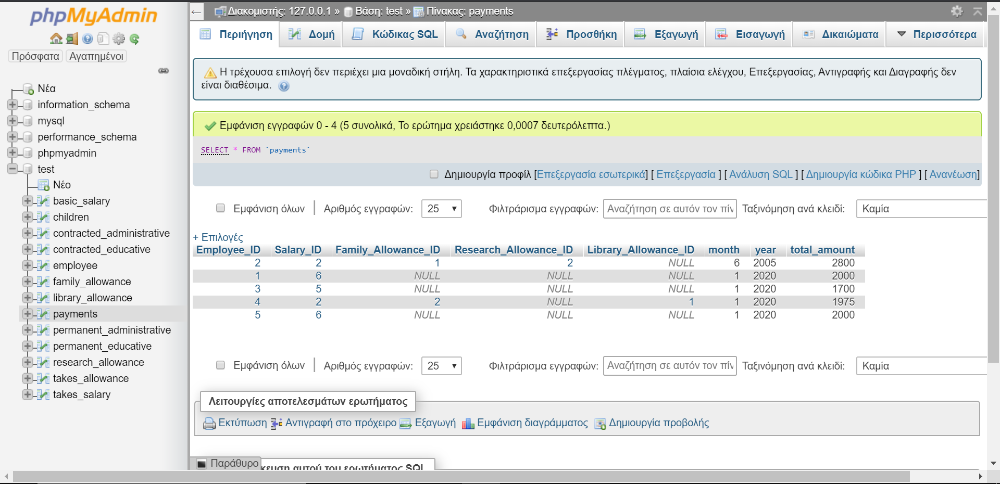 phpMyAdmin
Πρόσφατα Αγαπημένοι
Νέα
information_schema
mysql
performance_schema
phpmyadmin
test
Νέο
basic_salary
children
contracted_administrative
contracted_educative
employee
family_allowance
library_allowance
payments
permanent_administrative
permanent_educative
research_allowance
takes_allowance
takes_salary
Διακομιστής: 127.0.0.1 » Βάση: test » Πίνακας: payments
Περιήγηση Δομή Κώδικας SQL Αναζήτηση Προσθήκη Εξαγωγή Εισαγωγή Δικαιώματα Περισσότερα
Η τρέχουσα επιλογή δεν περιέχει μια μοναδική στήλη. Τα χαρακτηριστικά επεξεργασίας πλέγματος, πλαίσια ελέγχου, Επεξεργασίας, Αντιγραφής και Διαγραφής δεν
είναι διαθέσιμα.
Εμφάνιση εγγραφών 0 - 4 (5 συνολικά, Το ερώτημα χρειάστηκε 0,0007 δευτερόλεπτα.)
SELECT * FROM `payments`
Δημιουργία προφίλ [Επεξεργασία εσωτερικά] [ Επεξεργασία ] [ Ανάλυση SQL ] [ Δημιουργία κώδικα PHP ] [ Ανανέωση]
Εμφάνιση όλων Αριθμός εγγραφών: 25 Φιλτράρισμα εγγραφών: Αναζήτηση σε αυτόν τον πίν Ταξινόμηση ανά κλειδί: Καμία
+ Επιλογές
Employee_ID Salary_ID Family_Allowance_ID Research_Allowance_ID Library_Allowance_ID month year total_amount
2 2 1 2 NULL 6 2005 2800
1 6 NULL NULL NULL 1 2020 2000
3 5 NULL NULL NULL 1 2020 1700
4 2 2 NULL 1 1 2020 1975
5 6 NULL NULL NULL 1 2020 2000
Εμφάνιση όλων Αριθμός εγγραφών: 25 Φιλτράρισμα εγγραφών: Αναζήτηση σε αυτόν τον πίν Ταξινόμηση ανά κλειδί: Καμία
Λειτουργίες αποτελεσμάτων ερωτήματος
Εκτύπωση Αντιγραφή στο πρόχειρο Εξαγωγή Εμφάνιση διαγράμματος Δημιουργία προβολής
Παράθυρο κευση αυτού του ερωτήματος SQL